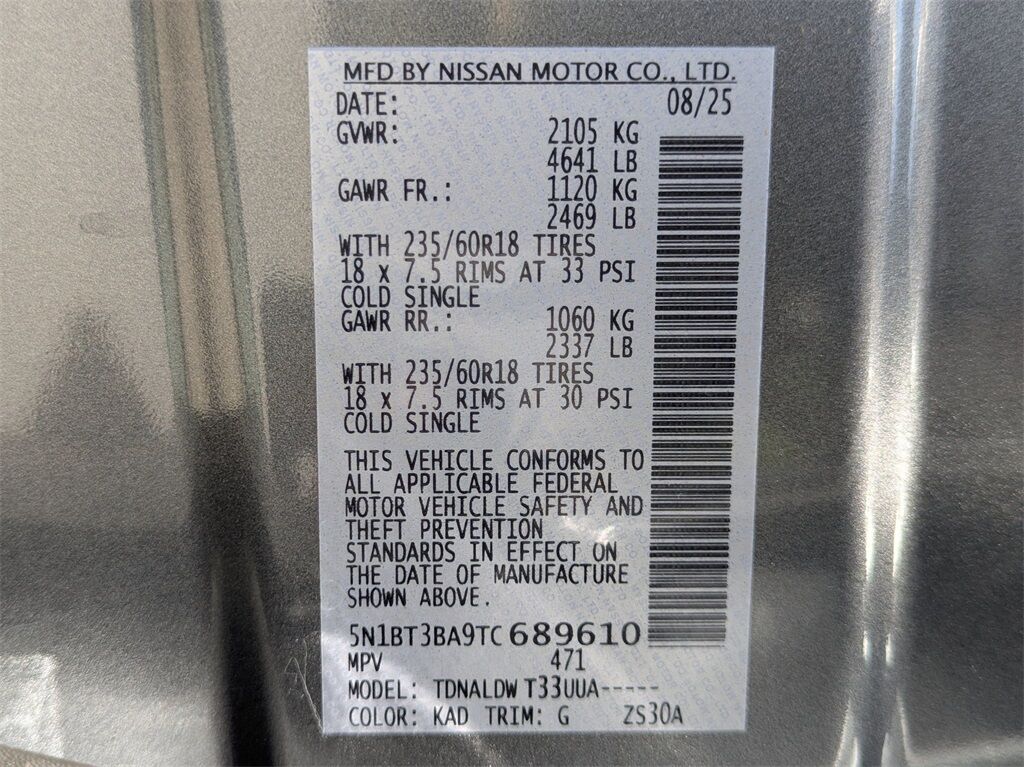 MFD BY NISSAN MOTOR CO., LTD.
DATE: 08/25
GVWR: 2105 KG
4641 LB
GAWR FR.: 1120 KG
2469 LB
WITH 235/60R18 TIRES
18 x 7.5 RIMS AT 33 PSI
COLD SINGLE
GAWR RR.: 1060 KG
2337 LB
WITH 235/60R18 TIRES
18 x 7.5 RIMS AT 30 PSI
COLD SINGLE
THIS VEHICLE CONFORMS TO
ALL APPLICABLE FEDERAL
MOTOR VEHICLE SAFETY AND
THEFT PREVENTION
STANDARDS IN EFFECT ON
THE DATE OF MANUFACTURE
SHOWN ABOVE.
5N1BT3BA9TC689610
MPV 471
MODEL: TDNALDW T33UUA-----
COLOR: KAD TRIM: G ZS30A